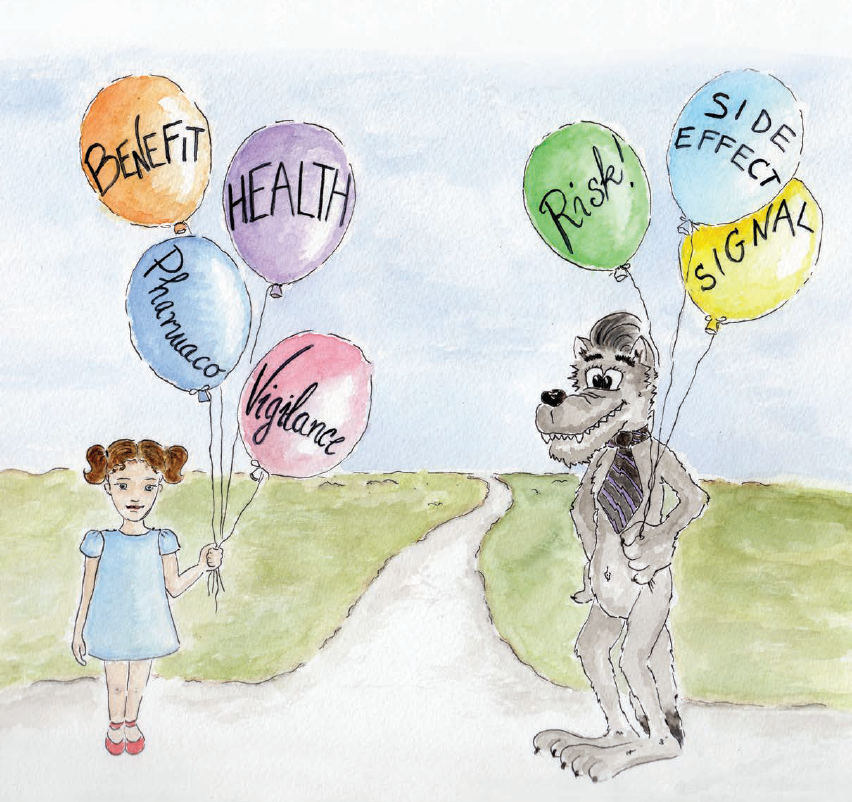 BENEFIT
HEALTH
Pharmaco
Vigilance
Risk!
SIDE
EFFECT
SIGNAL